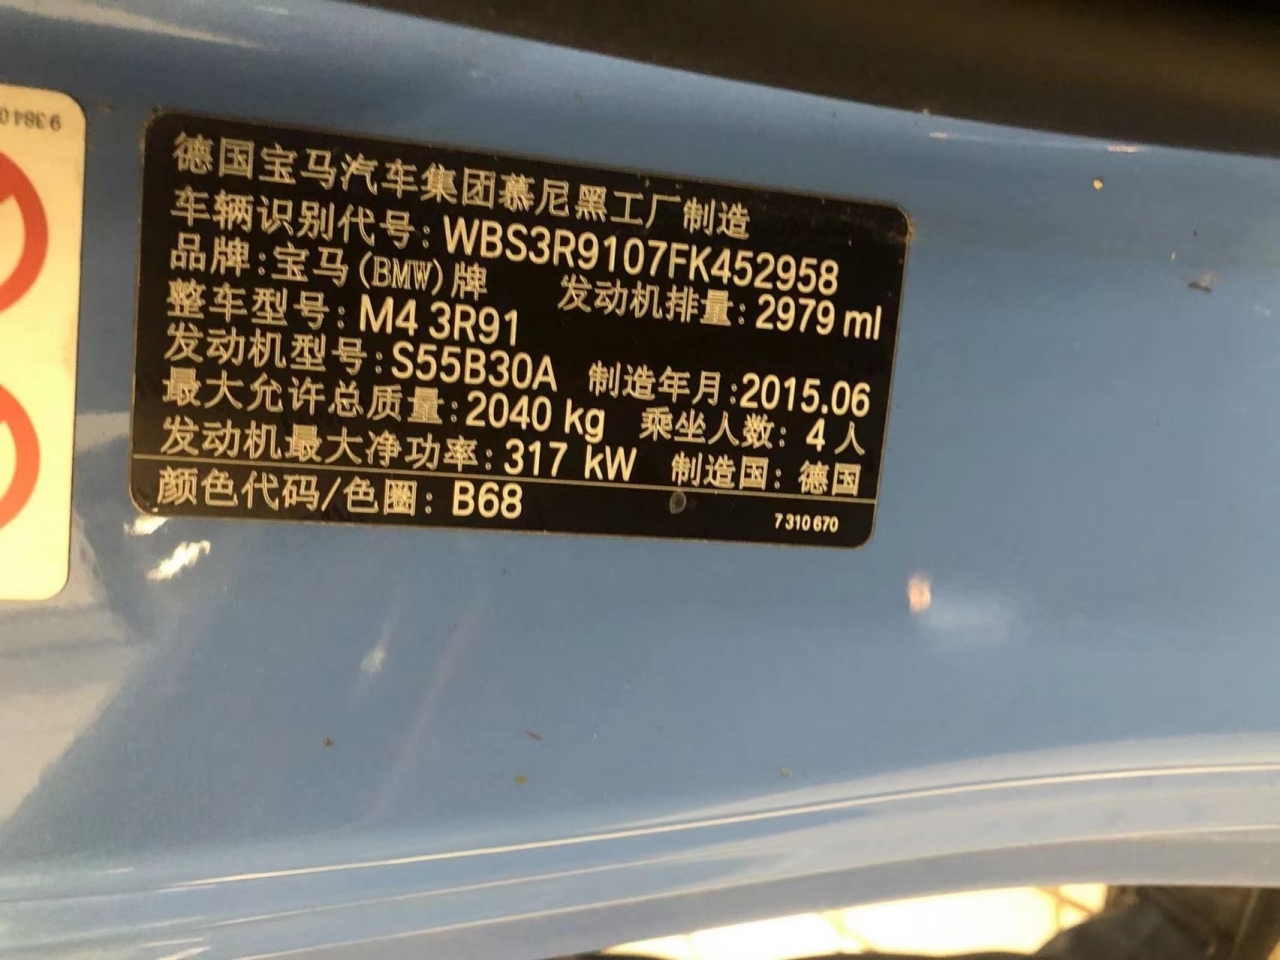 93840
德国宝马汽车集团慕尼黑工厂制造
车辆识别代号: WBS3R9107FK452958
品牌: 宝马(BMW)牌 发动机排量: 2979 ml
整车型号: M4 3R91
发动机型号: S55B30A 制造年月: 2015.06
最大允许总质量: 2040 kg 乘坐人数: 4人
发动机最大净功率: 317 kW 制造国: 德国
颜色代码/色圈: B68
7 310 670